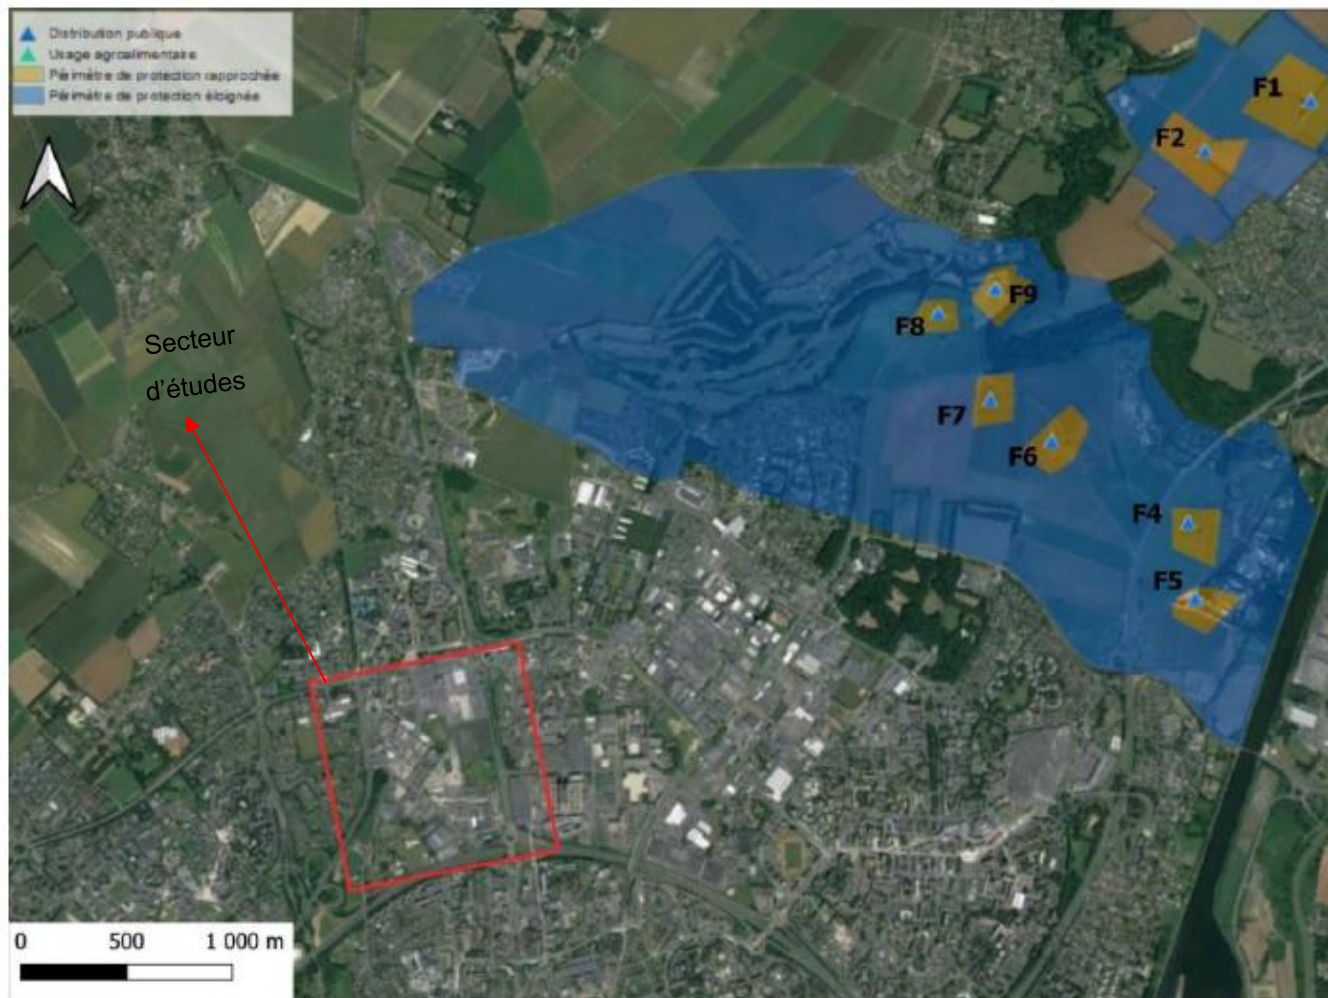 Distribution publique
Usage agroalimentaire
Périmètre de protection rapprochée
Périmètre de protection éloignée
F1
F2
F9
F8
Secteur
d'études
F7
F6
F4
F5
0 500 1 000 m